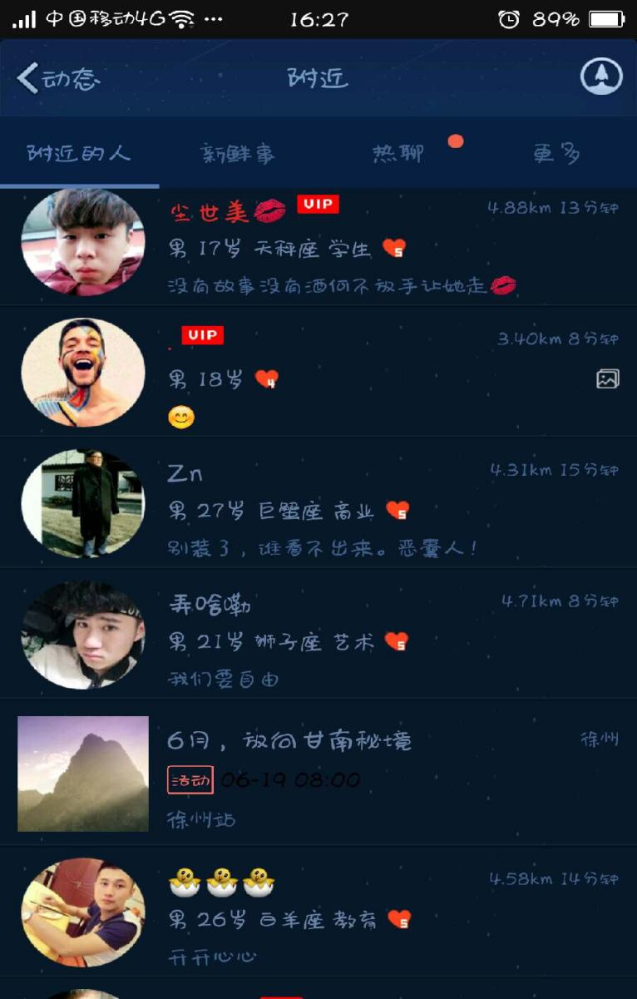 中国移动4G ··· 16:27 89%
动态 附近
附近的人 新鲜事 热聊 更多
尘世美 VIP 4.88km 13分钟
男 17岁 天秤座 学生 5
没有故事没有酒何不放手让她走
. VIP 3.40km 8分钟
男 18岁 4
Zn 4.31km 15分钟
男 27岁 巨蟹座 商业 5
别装3，谁看不出来。恶囊人！
弄啥嘞 4.71km 8分钟
男 21岁 狮子座 艺术 5
我们要自由
6月，放向甘南秘境 徐州
活动 06-19 08:00
徐州站
4.58km 14分钟
男 26岁 白羊座 教育 5
开开心心